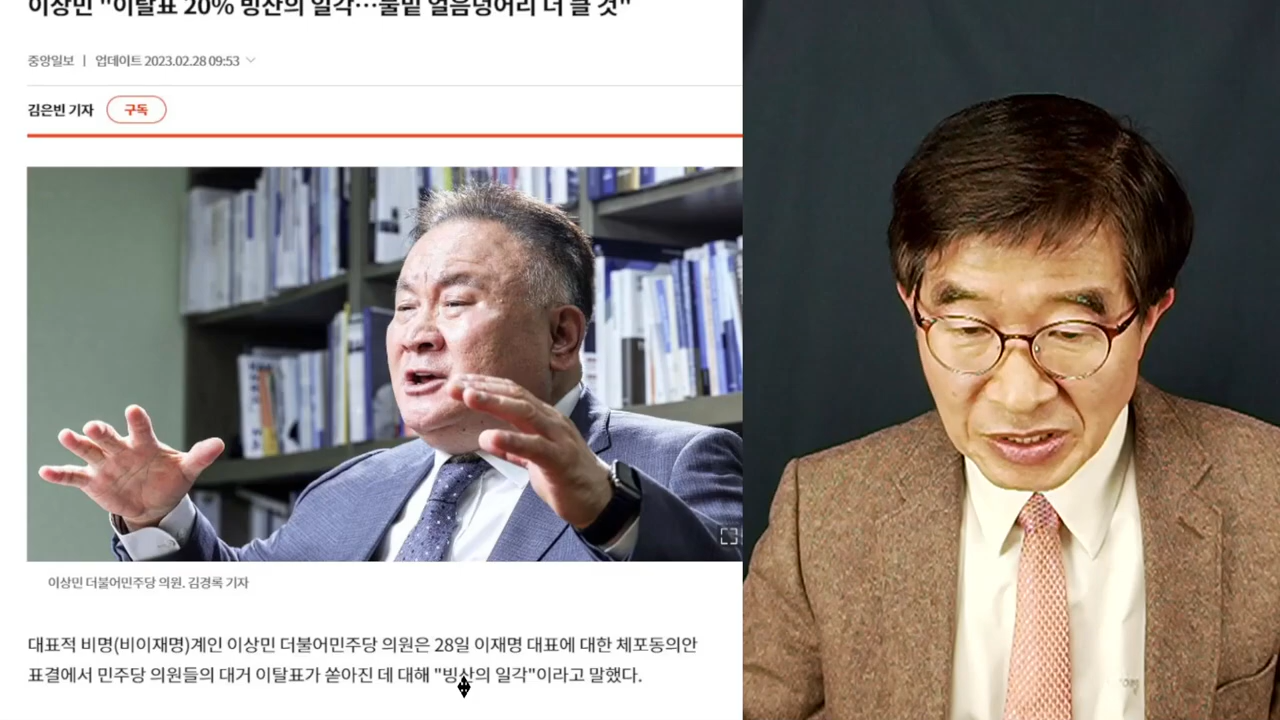 이상민 "이탈표 20% 빙산의 일각…물밑 얼음덩어리 더 클 것"
중앙일보 | 업데이트 2023.02.28 09:53
김은빈 기자 구독
이상민 더불어민주당 의원. 김경록 기자
대표적 비명(비이재명)계인 이상민 더불어민주당 의원은 28일 이재명 대표에 대한 체포동의안
표결에서 민주당 의원들의 대거 이탈표가 쏟아진 데 대해 "빙산의 일각"이라고 말했다.